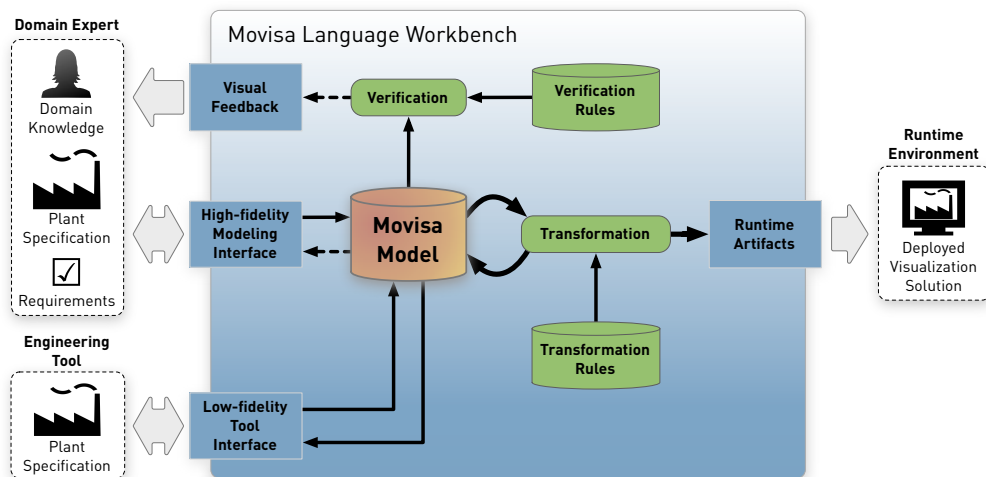 Domain Expert
Domain
Knowledge
Plant
Specification
Requirements
Engineering
Tool
Plant
Specification
Movisa Language Workbench
Visual
Feedback
Verification
Verification
Rules
High-fidelity
Modeling
Interface
Movisa
Model
Transformation
Runtime
Artifacts
Transformation
Rules
Low-fidelity
Tool
Interface
Runtime
Environment
Deployed
Visualization
Solution